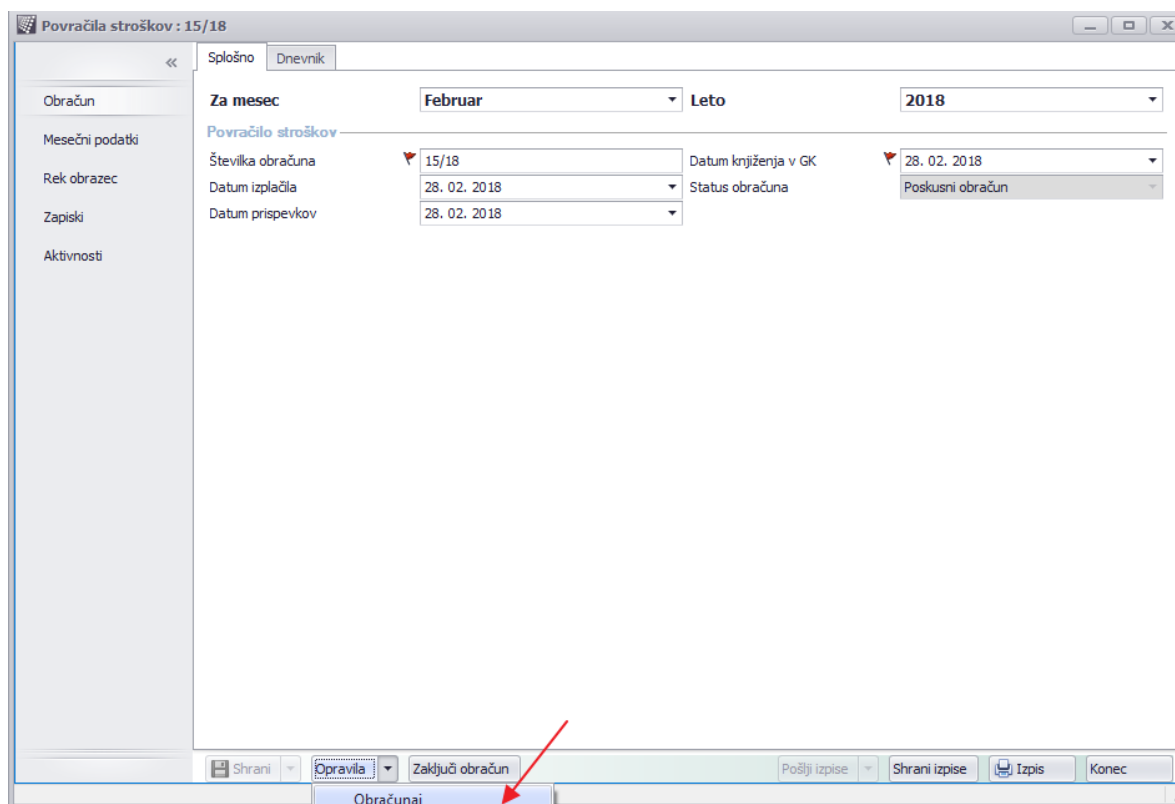 Povračila stroškov : 15/18
Splošno Dnevnik
Obračun
Mesečni podatki
Rek obrazec
Zapiski
Aktivnosti
Za mesec Februar Leto 2018
Povračilo stroškov
Številka obračuna 15/18 Datum knjiženja v GK 28. 02. 2018
Datum izplačila 28. 02. 2018 Status obračuna Poskusni obračun
Datum prispevkov 28. 02. 2018
Shrani Opravila Zaključi obračun Pošlji izpise Shrani izpise Izpis Konec
Obračunaj